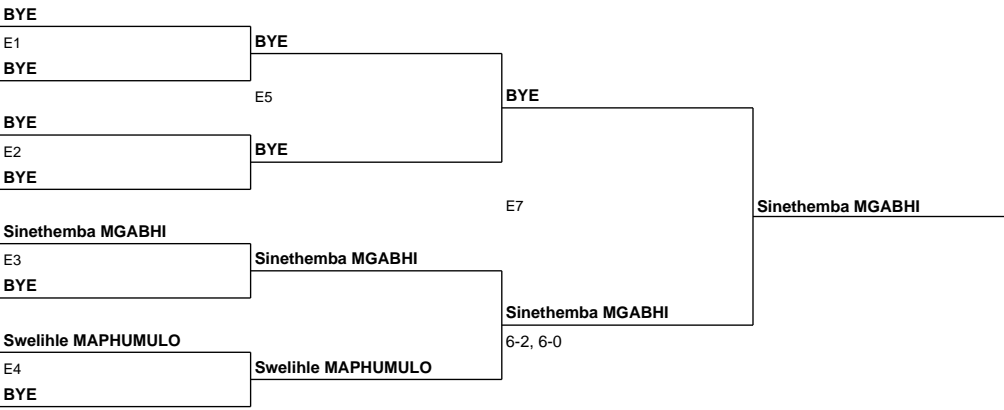 BYE
E1
BYE
BYE
E5
BYE
BYE
E2
BYE
BYE
E7
Sinethemba MGABHI
Sinethemba MGABHI
E3
Sinethemba MGABHI
BYE
Sinethemba MGABHI
6-2, 6-0
Swelihle MAPHUMULO
E4
Swelihle MAPHUMULO
BYE